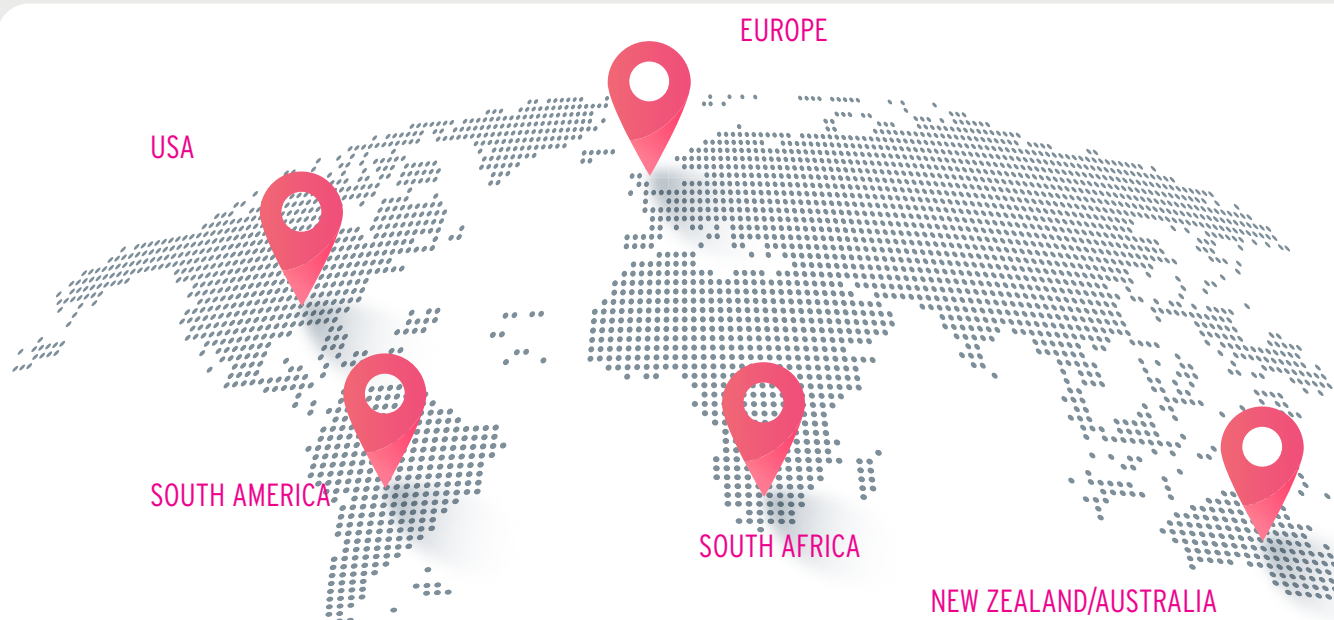 EUROPE
USA
SOUTH AMERICA
SOUTH AFRICA
NEW ZEALAND/AUSTRALIA